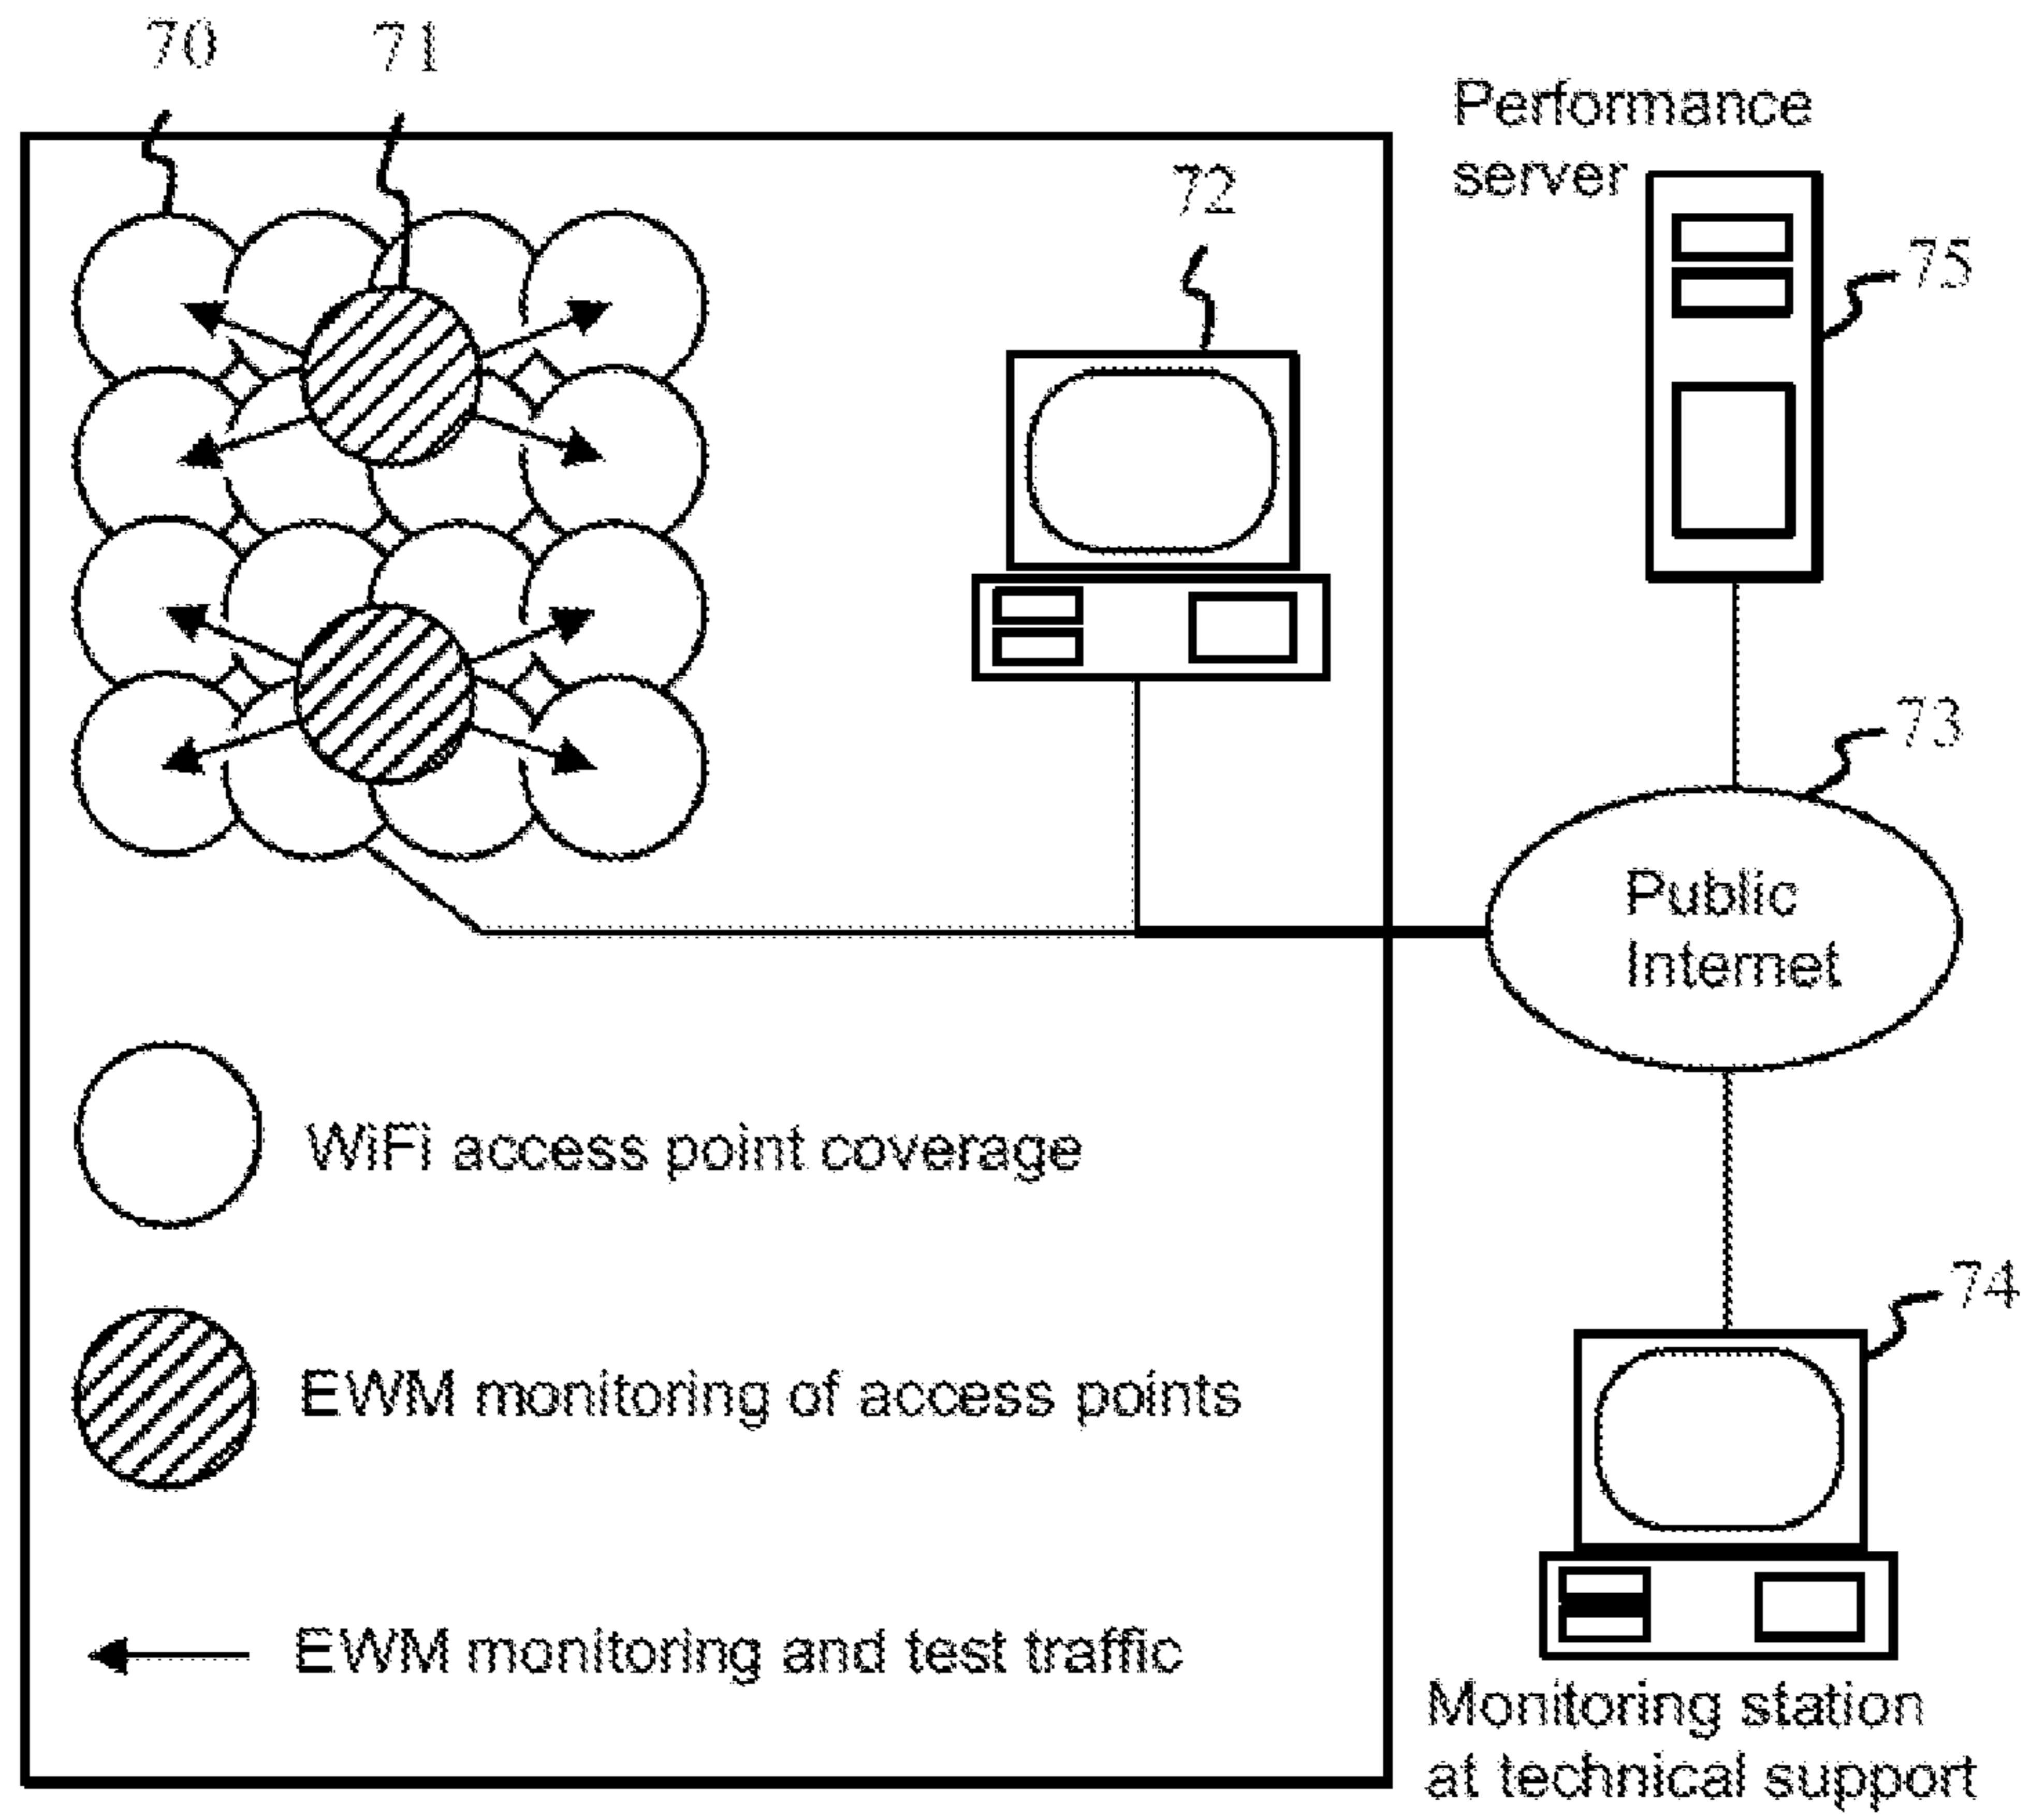 70
71
Performance
server
72
75
73
Public
Internet
WiFi access point coverage
74
EWM monitoring of access points
EWM monitoring and test traffic
Monitoring station
at technical support